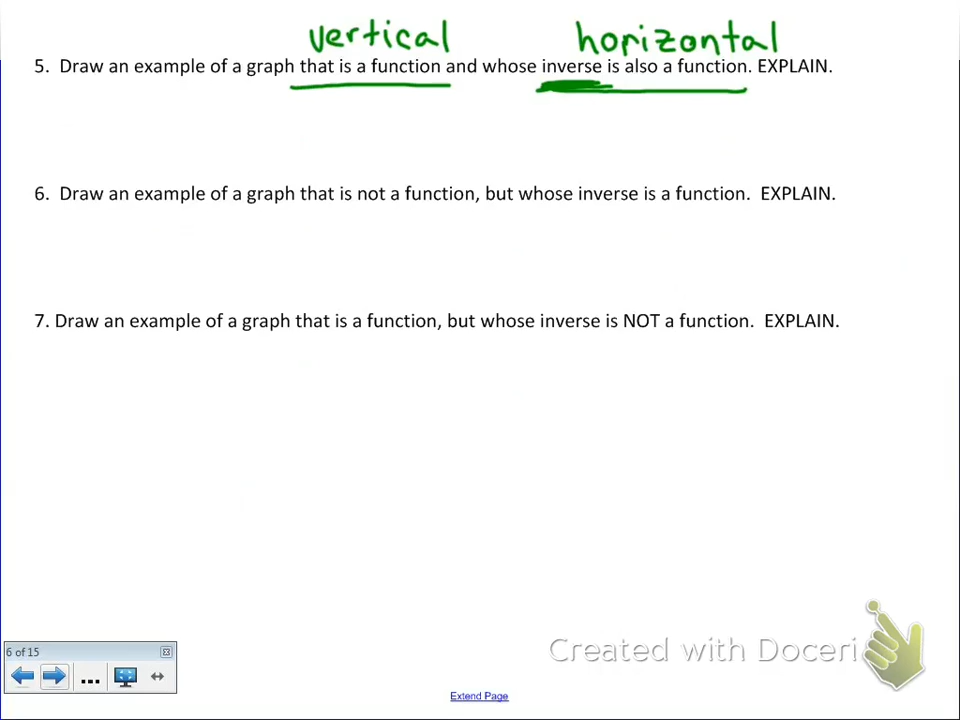 vertical horizontal
5. Draw an example of a graph that is a function and whose inverse is also a function. EXPLAIN.
6. Draw an example of a graph that is not a function, but whose inverse is a function. EXPLAIN.
7. Draw an example of a graph that is a function, but whose inverse is NOT a function. EXPLAIN.
Created with Doceri
6 of 15
...
Extend Page